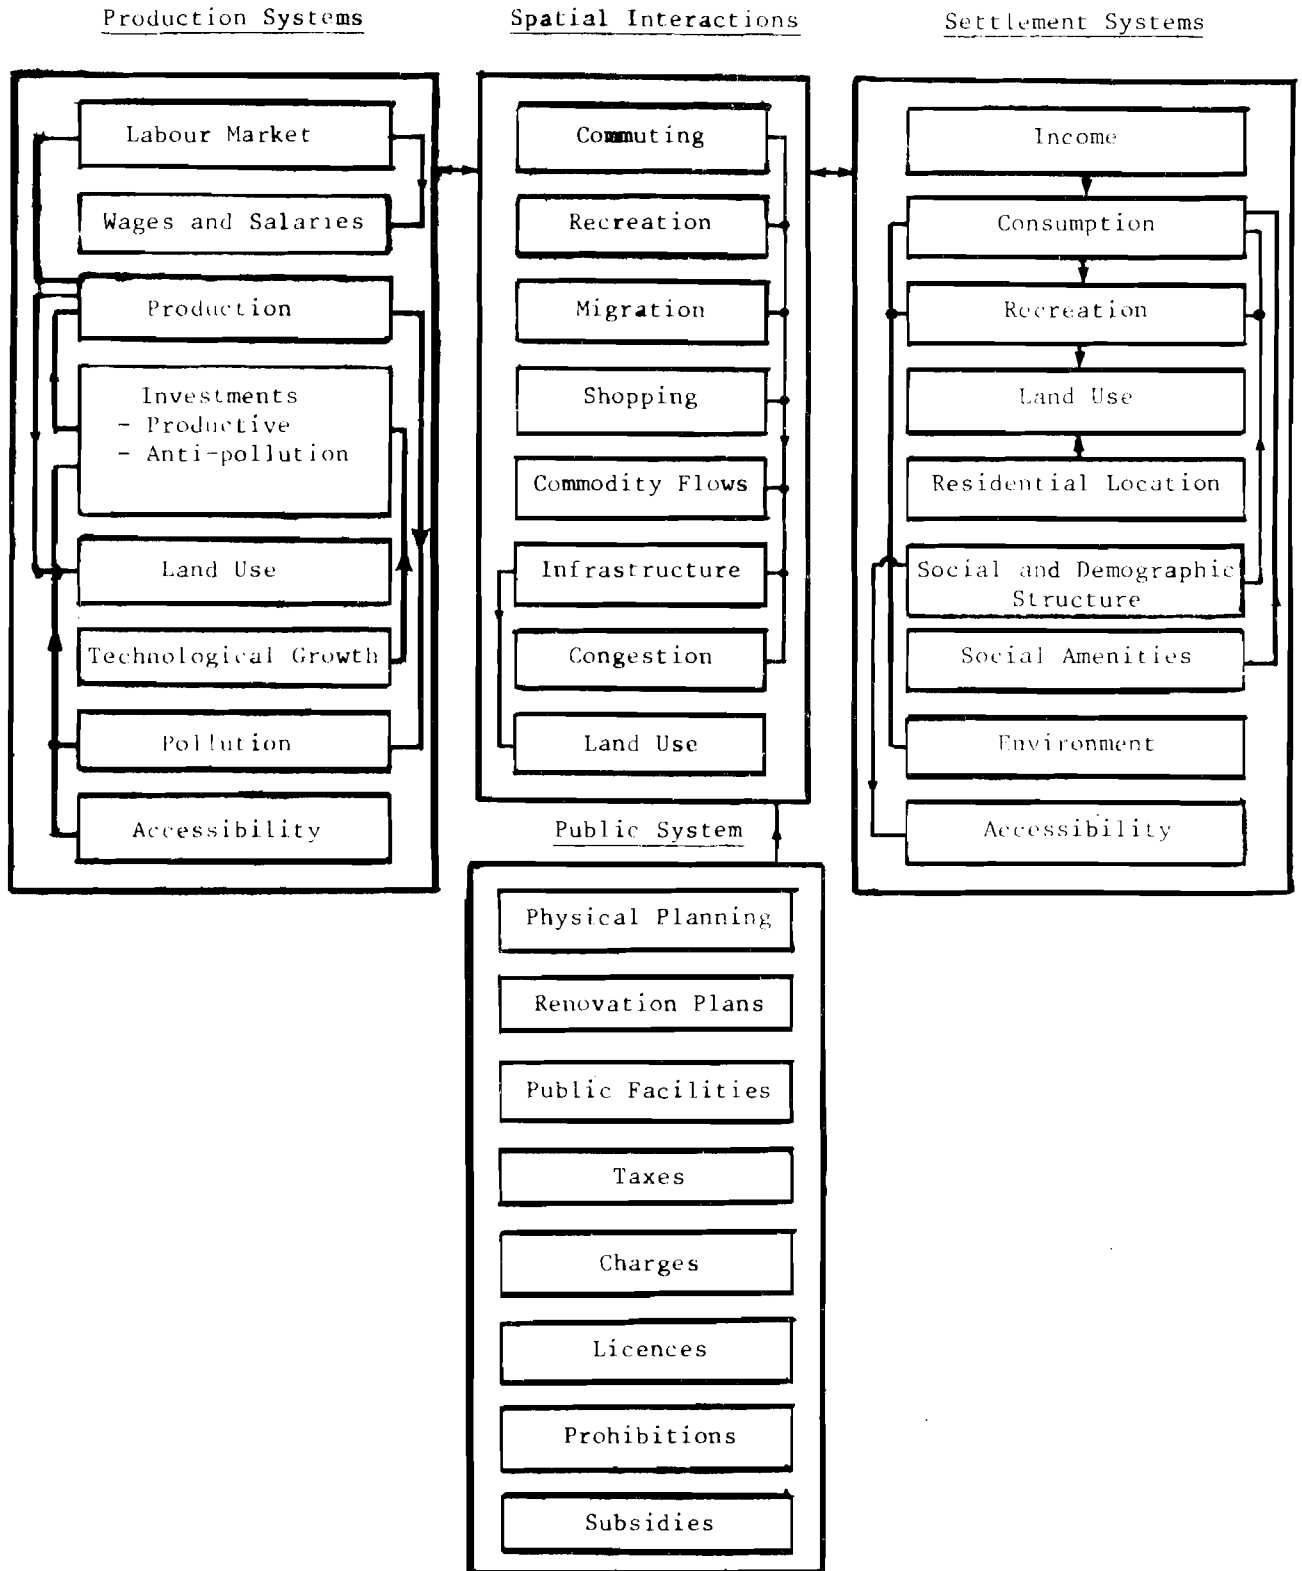 Production Systems
Labour Market
Wages and Salaries
Production
Investments
- Productive
- Anti-pollution
Land Use
Technological Growth
Pollution
Accessibility
Spatial Interactions
Commuting
Recreation
Migration
Shopping
Commodity Flows
Infrastructure
Congestion
Land Use
Settlement Systems
Income
Consumption
Recreation
Land Use
Residential Location
Social and Demographic
Structure
Social Amenities
Environment
Accessibility
Public System
Physical Planning
Renovation Plans
Public Facilities
Taxes
Charges
Licences
Prohibitions
Subsidies